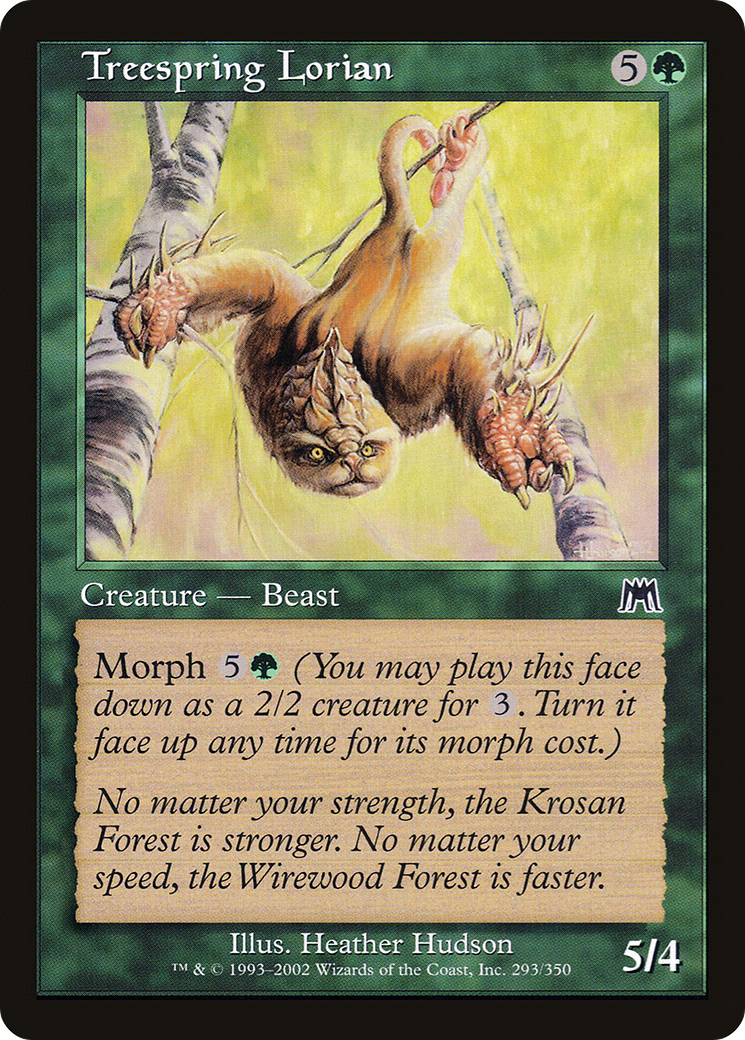 Treespring Lorian
5
Creature — Beast
Morph 5 (You may play this face
down as a 2/2 creature for 3. Turn it
face up any time for its morph cost.)
No matter your strength, the Krosan
Forest is stronger. No matter your
speed, the Wirewood Forest is faster.
Illus. Heather Hudson
™ & © 1993–2002 Wizards of the Coast, Inc. 293/350
5/4